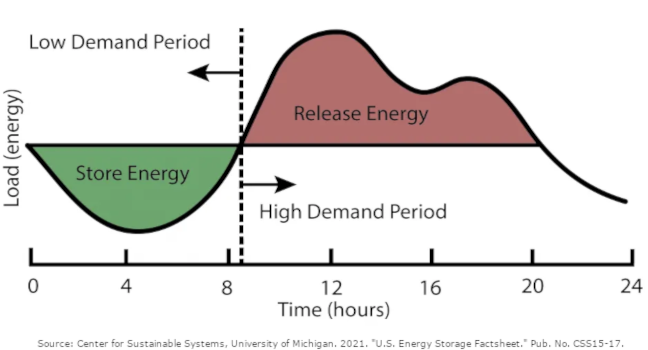 Low Demand Period
Load (energy)
Release Energy
Store Energy
High Demand Period
0 4 8 12 16 20 24
Time (hours)
Source: Center for Sustainable Systems, University of Michigan. 2021. "U.S. Energy Storage Factsheet." Pub. No. CSS15-17.